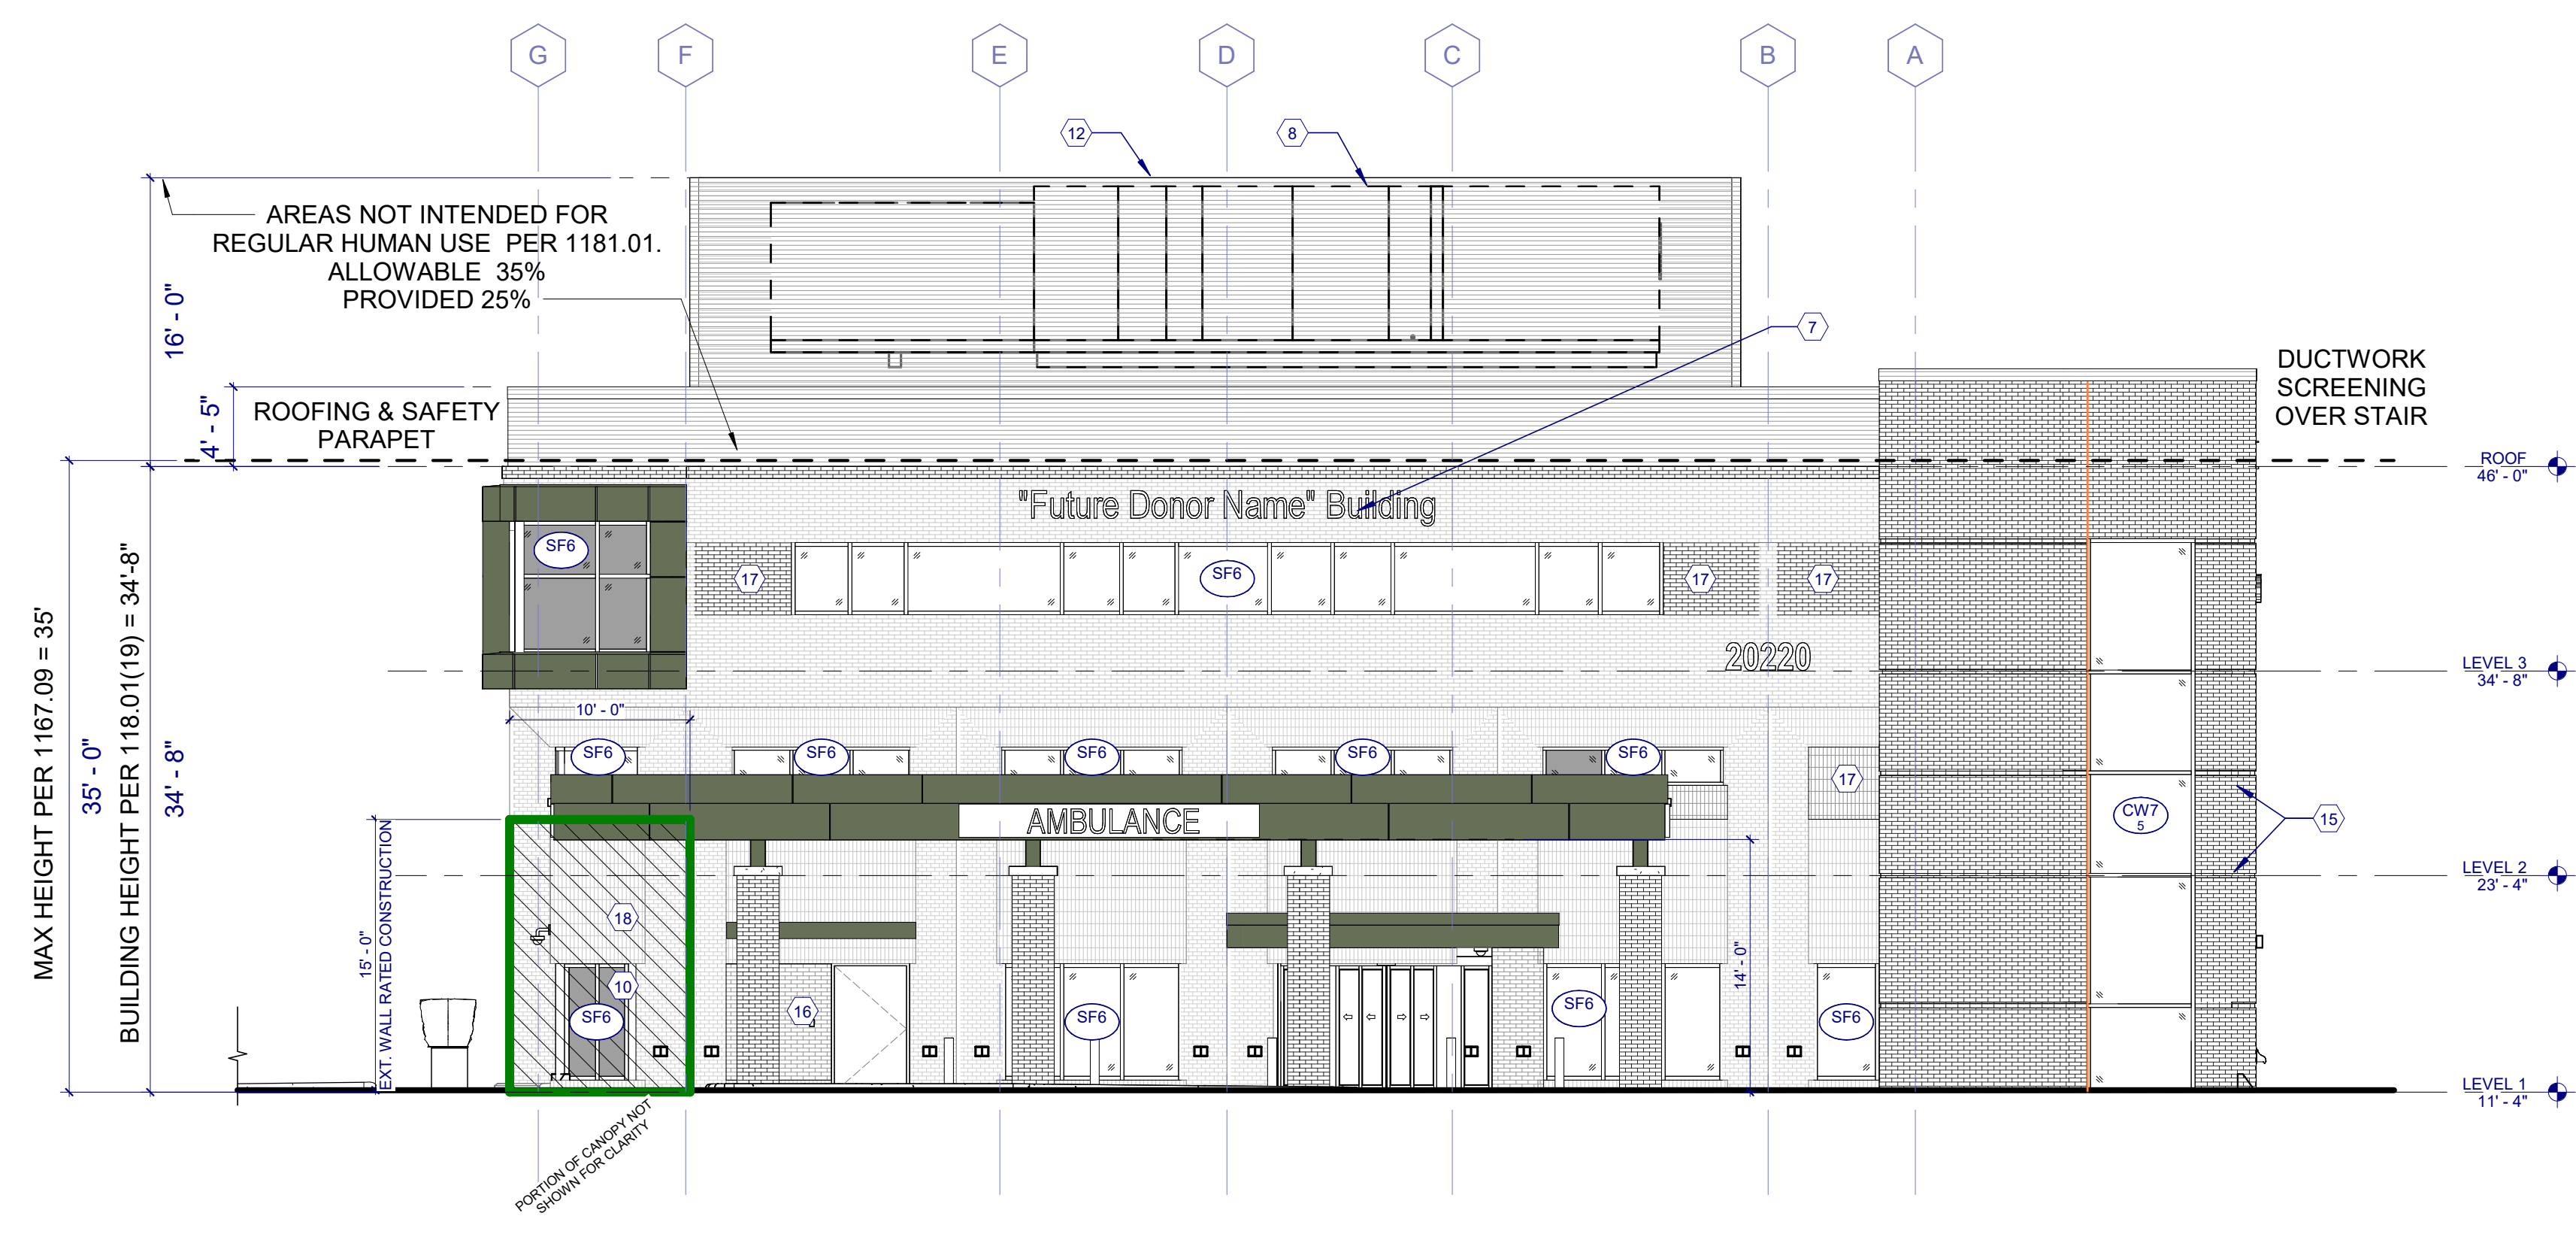 G
F
E
D
C
B
A
12
8
AREAS NOT INTENDED FOR
REGULAR HUMAN USE PER 1181.01.
ALLOWABLE 35%
PROVIDED 25%
16' - 0"
7
DUCTWORK
SCREENING
OVER STAIR
4' - 5"
ROOFING & SAFETY
PARAPET
ROOF
46' - 0"
"Future Donor Name" Building
SF6
17
SF6
17
17
20220
LEVEL 3
34' - 8"
MAX HEIGHT PER 1167.09 = 35'
35' - 0"
BUILDING HEIGHT PER 118.01(19) = 34'-8"
34' - 8"
10' - 0"
SF6
SF6
SF6
SF6
SF6
17
AMBULANCE
CW7
5
15
LEVEL 2
23' - 4"
15' - 0"
EXT. WALL RATED CONSTRUCTION
18
10
SF6
16
SF6
SF6
14' - 0"
SF6
LEVEL 1
11' - 4"
PORTION OF CANOPY NOT
SHOWN FOR CLARITY